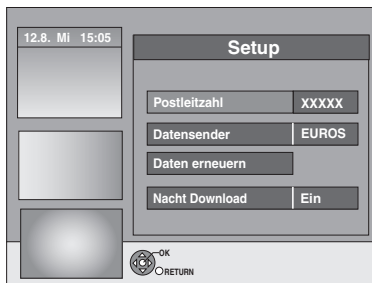 12.8. Mi 15:05
Setup
Postleitzahl XXXXX
Datensender EUROS
Daten erneuern
Nacht Download Ein
OK
RETURN